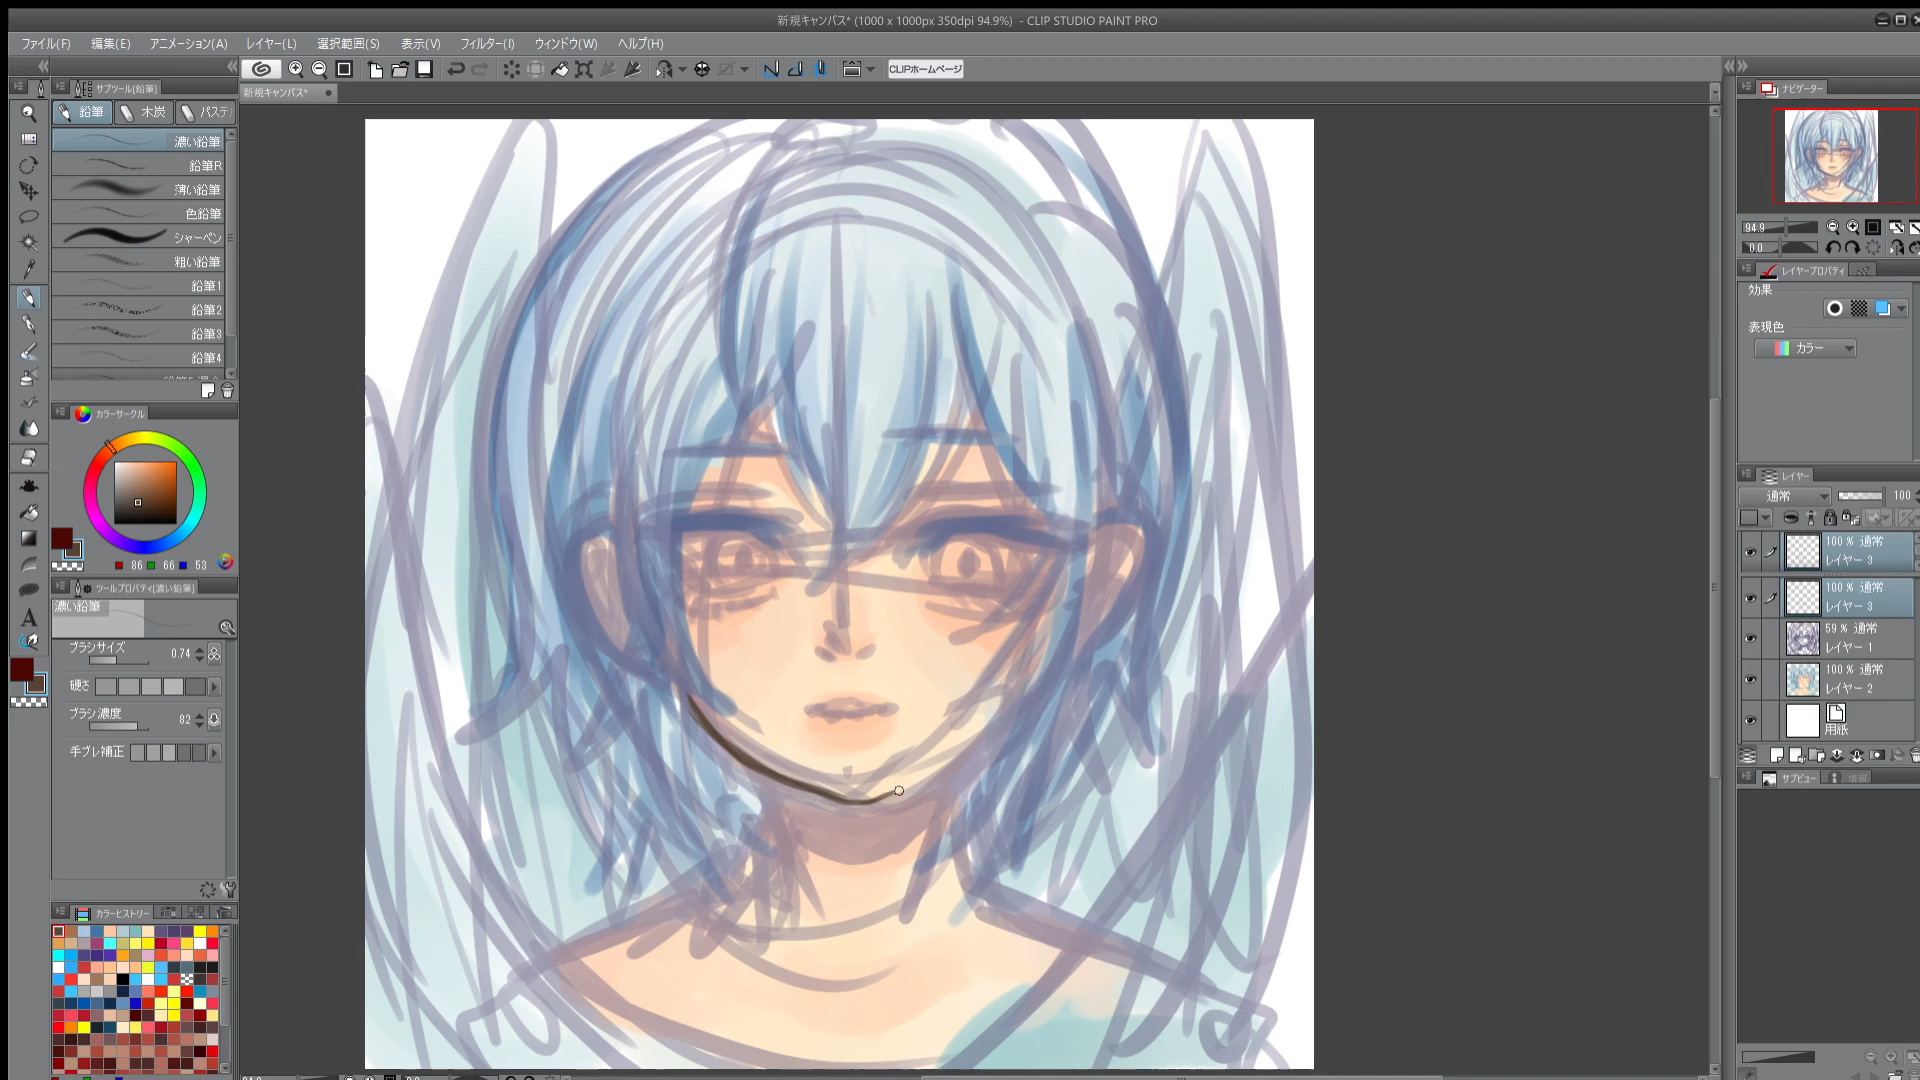 新規キャンバス* (1000 x 1000px 350dpi 94.9%) - CLIP STUDIO PAINT PRO
ファイル(F) 編集(E) アニメーション(A) レイヤー(L) 選択範囲(S) 表示(V) フィルター(I) ウィンドウ(W) ヘルプ(H)
CLIPホームページ
新規キャンバス*
サブツール[鉛筆]
鉛筆 木炭 パステ
濃い鉛筆
鉛筆R
薄い鉛筆
色鉛筆
シャーペン
粗い鉛筆
鉛筆1
鉛筆2
鉛筆3
鉛筆4
カラーサークル
86 66 53
ツールプロパティ[濃い鉛筆]
濃い鉛筆
ブラシサイズ 0.74
硬さ
ブラシ濃度 82
手ブレ補正
カラーヒストリー
ナビゲーター
94.9
0.0
レイヤープロパティ
効果
表現色
カラー
レイヤー
通常 100
100 % 通常
レイヤー 3
100 % 通常
レイヤー 3
59 % 通常
レイヤー 1
100 % 通常
レイヤー 2
用紙
サブビュー 情報